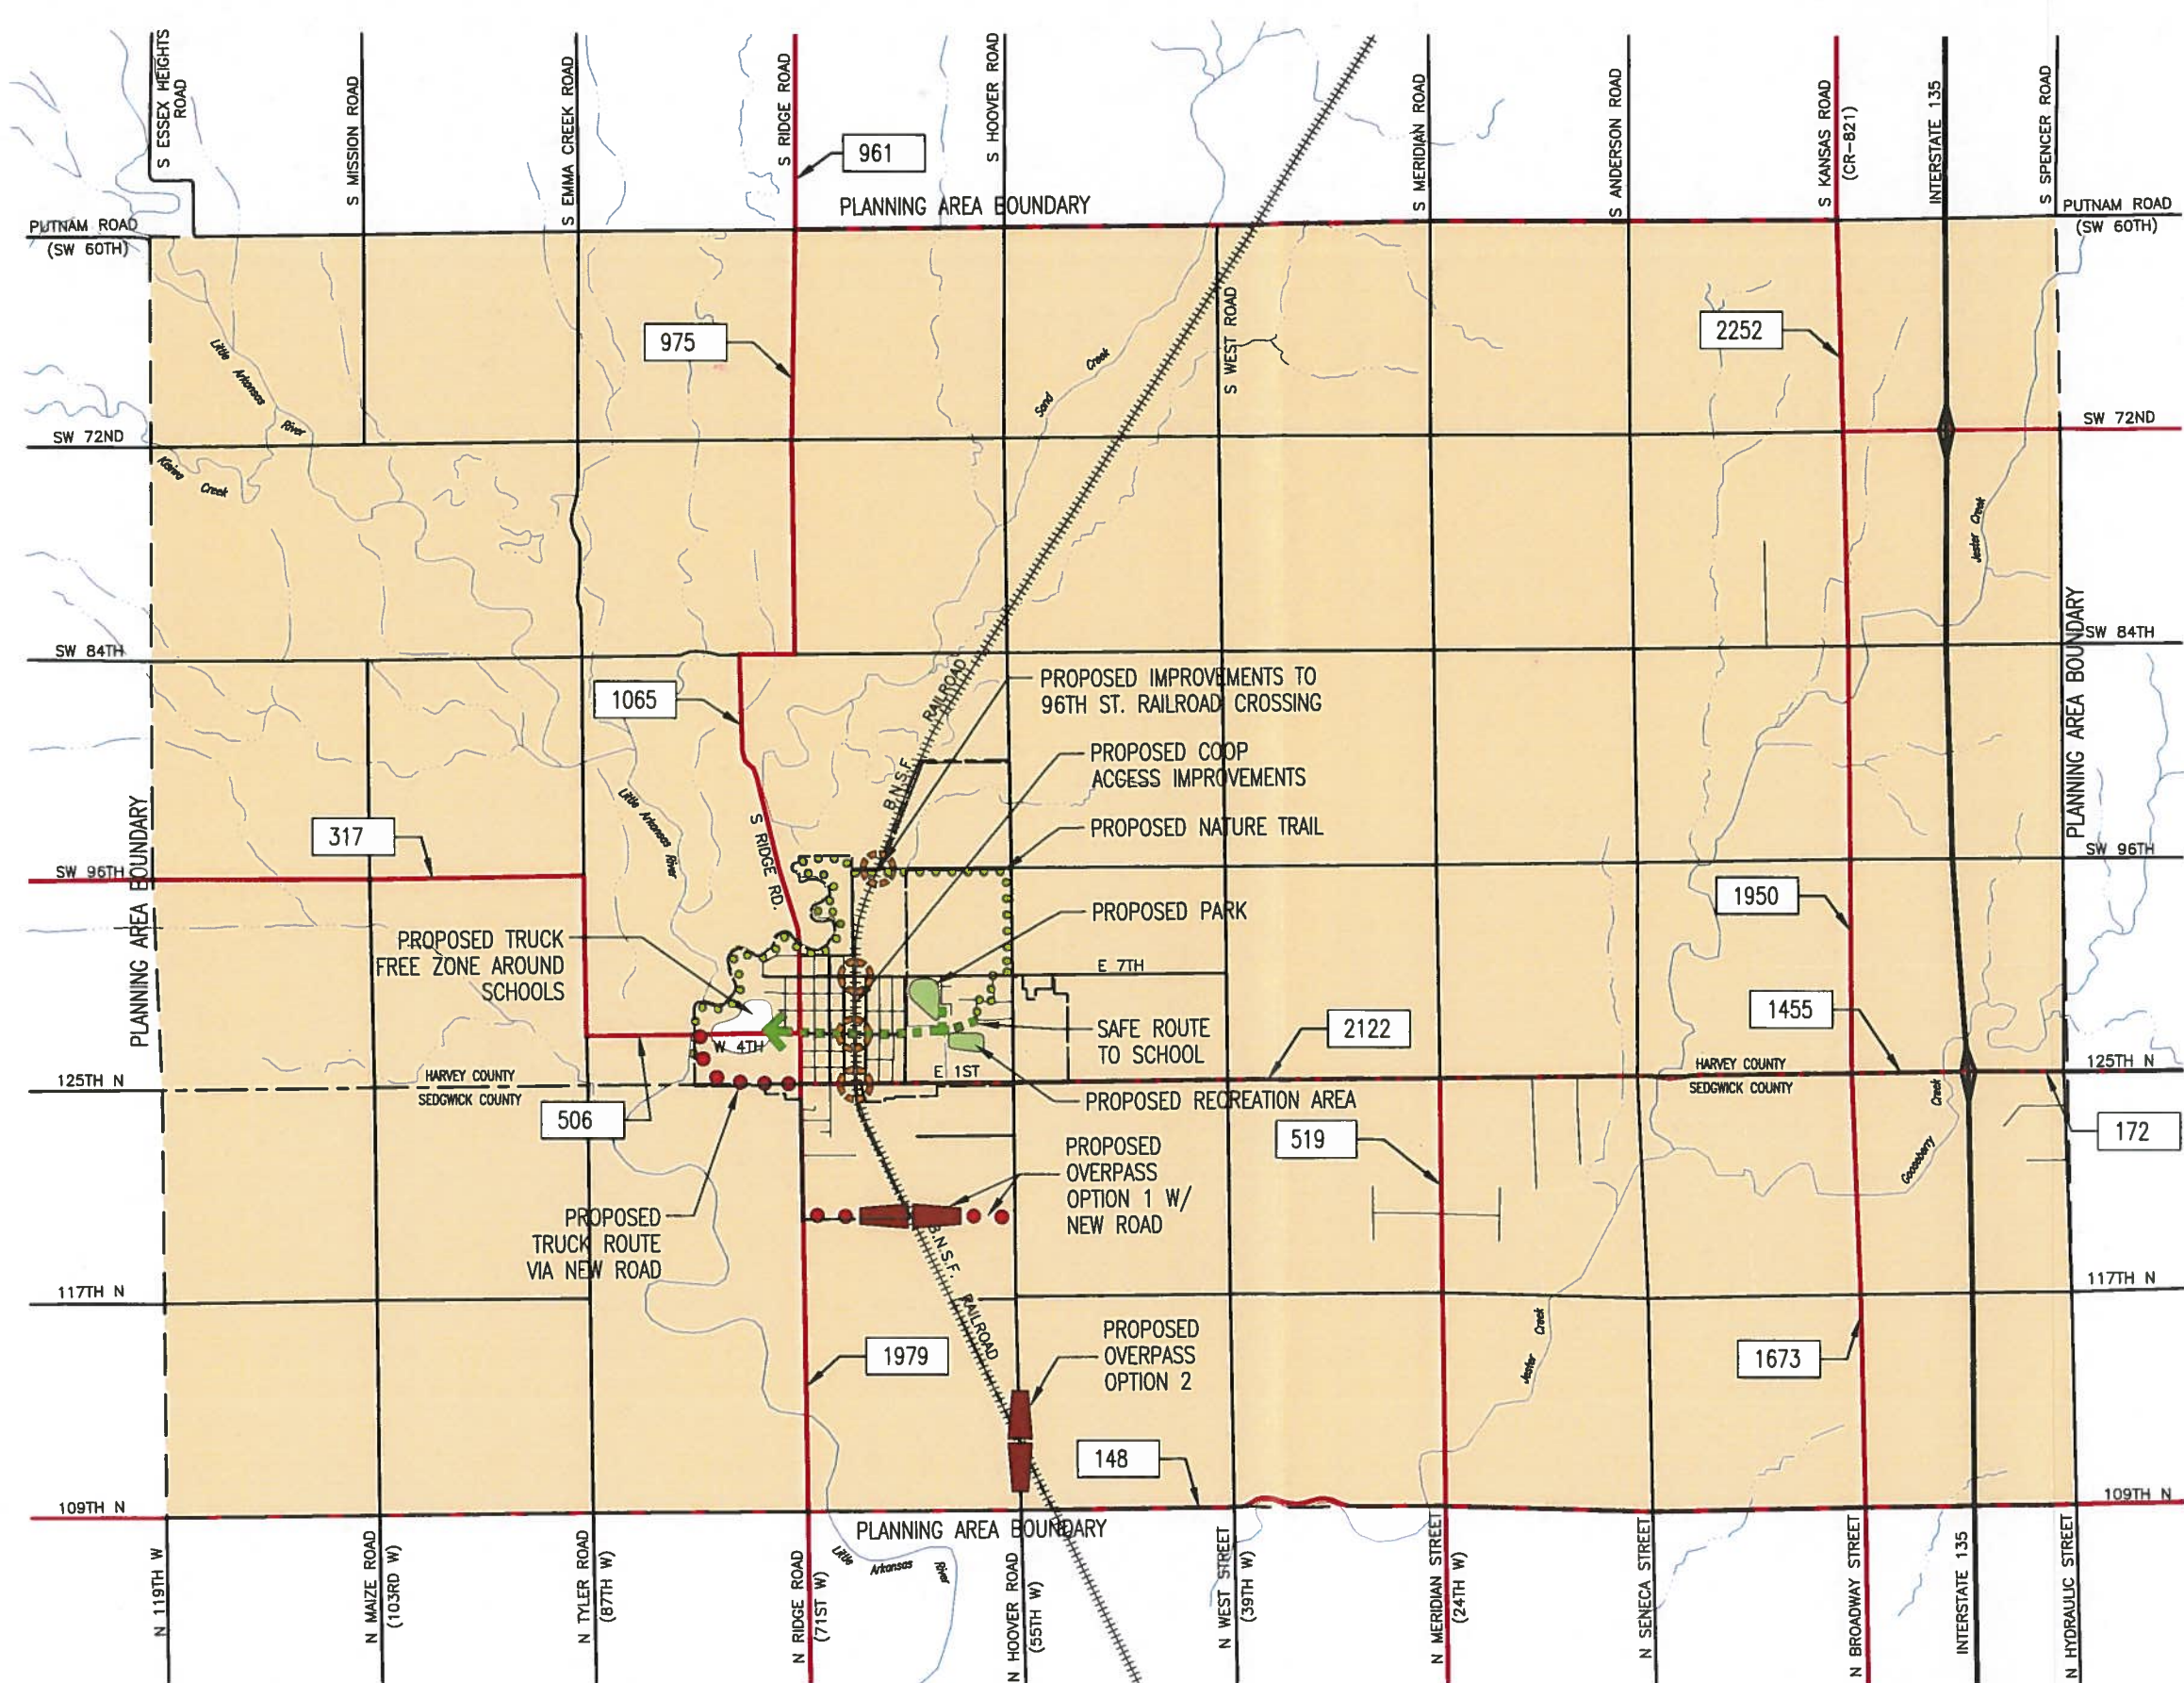 S ESSEX HEIGHTS
ROAD
S MISSION ROAD
S EMMA CREEK ROAD
S RIDGE ROAD
S HOOVER ROAD
S MERIDIAN ROAD
S ANDERSON ROAD
S KANSAS ROAD
(CR-821)
INTERSTATE 135
S SPENCER ROAD
961
PLANNING AREA BOUNDARY
PUTNAM ROAD
(SW 60TH)
PUTNAM ROAD
(SW 60TH)
975
S WEST ROAD
2252
Little Arkansas River
Sand Creek
SW 72ND
SW 72ND
Creek
Jester Creek
SW 84TH
SW 84TH
PLANNING AREA BOUNDARY
1065
B.N.S.F. RAILROAD
PROPOSED IMPROVEMENTS TO
96TH ST. RAILROAD CROSSING
PROPOSED COOP
ACCESS IMPROVEMENTS
PROPOSED NATURE TRAIL
Little Arkansas River
S RIDGE RD.
317
SW 96TH
SW 96TH
PLANNING AREA BOUNDARY
1950
PROPOSED PARK
PROPOSED TRUCK
FREE ZONE AROUND
SCHOOLS
E 7TH
1455
SAFE ROUTE
TO SCHOOL
2122
W 4TH
E 1ST
HARVEY COUNTY
SEDGWICK COUNTY
HARVEY COUNTY
SEDGWICK COUNTY
125TH N
125TH N
PROPOSED RECREATION AREA
506
519
172
Creek
Gooseberry
PROPOSED
OVERPASS
OPTION 1 W/
NEW ROAD
PROPOSED
TRUCK ROUTE
VIA NEW ROAD
B.N.S.F. RAILROAD
117TH N
117TH N
Jester Creek
PROPOSED
OVERPASS
OPTION 2
1979
1673
148
109TH N
109TH N
PLANNING AREA BOUNDARY
Little Arkansas River
N 119TH W
N MAIZE ROAD
(103RD W)
N TYLER ROAD
(87TH W)
N RIDGE ROAD
(71ST W)
N HOOVER ROAD
(55TH W)
N WEST STREET
(39TH W)
N MERIDIAN STREET
(24TH W)
N SENECA STREET
N BROADWAY STREET
INTERSTATE 135
N HYDRAULIC STREET